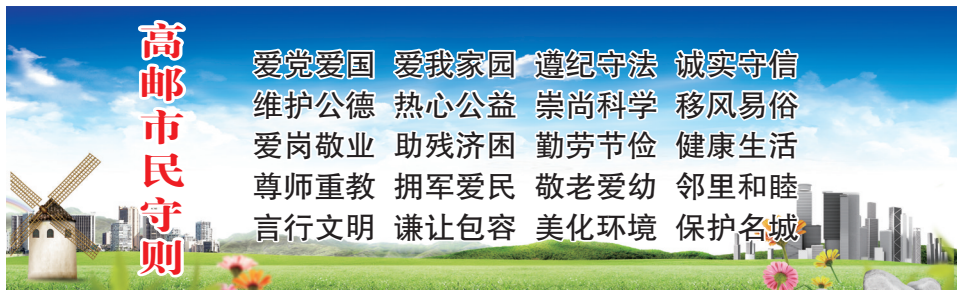 高邮市民守则
爱党爱国 爱我家园 遵纪守法 诚实守信
维护公德 热心公益 崇尚科学 移风易俗
爱岗敬业 助残济困 勤劳节俭 健康生活
尊师重教 拥军爱民 敬老爱幼 邻里和睦
言行文明 谦让包容 美化环境 保护名城